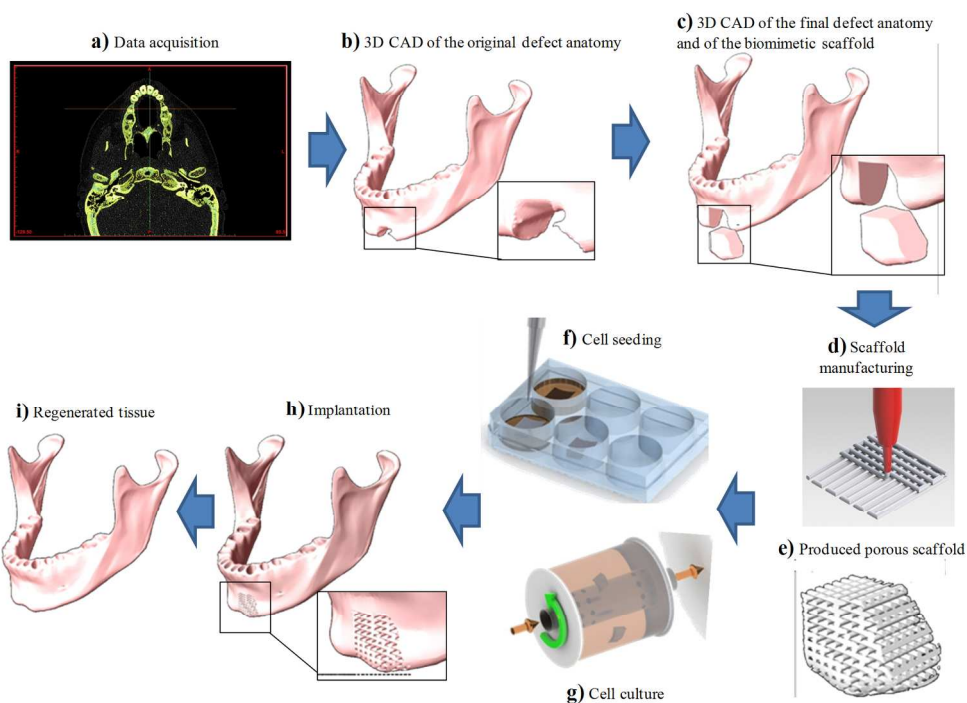 a) Data acquisition
b) 3D CAD of the original defect anatomy
c) 3D CAD of the final defect anatomy
and of the biomimetic scaffold
d) Scaffold
manufacturing
e) Produced porous scaffold
f) Cell seeding
g) Cell culture
h) Implantation
i) Regenerated tissue